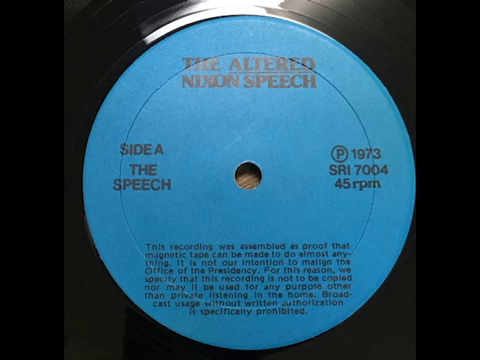 THE ALTERED
NIXON SPEECH
SIDE A
THE
SPEECH
Ⓟ 1973
SRI 7004
45 rpm
This recording was assembled as proof that
magnetic tape can be made to do almost any-
thing. It is not our intention to malign the
Office of the Presidency. For this reason, we
specify that this recording is not to be copied
nor may it be used for any purpose other
than private listening in the home. Broad-
cast usage without written authorization
is specifically prohibited.